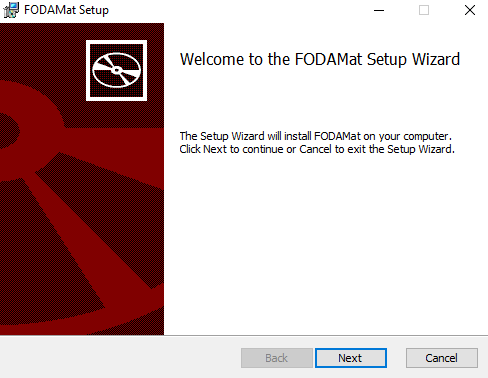 FODAMat Setup
Welcome to the FODAMat Setup Wizard
The Setup Wizard will install FODAMat on your computer.
Click Next to continue or Cancel to exit the Setup Wizard.
Back
Next
Cancel